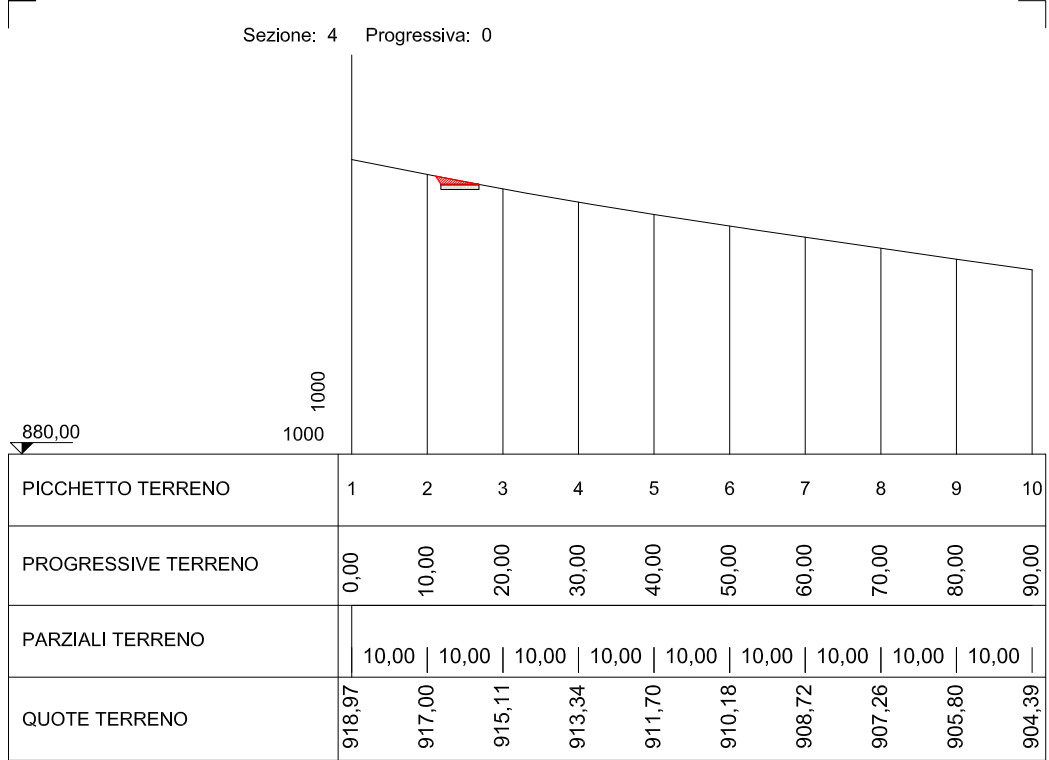 Sezione: 4 Progressiva: 0
1000
880,00
1000
PICCHETTO TERRENO 1 2 3 4 5 6 7 8 9 10
PROGRESSIVE TERRENO 0,00 10,00 20,00 30,00 40,00 50,00 60,00 70,00 80,00 90,00
PARZIALI TERRENO 10,00 10,00 10,00 10,00 10,00 10,00 10,00 10,00 10,00
QUOTE TERRENO 918,97 917,00 915,11 913,34 911,70 910,18 908,72 907,26 905,80 904,39